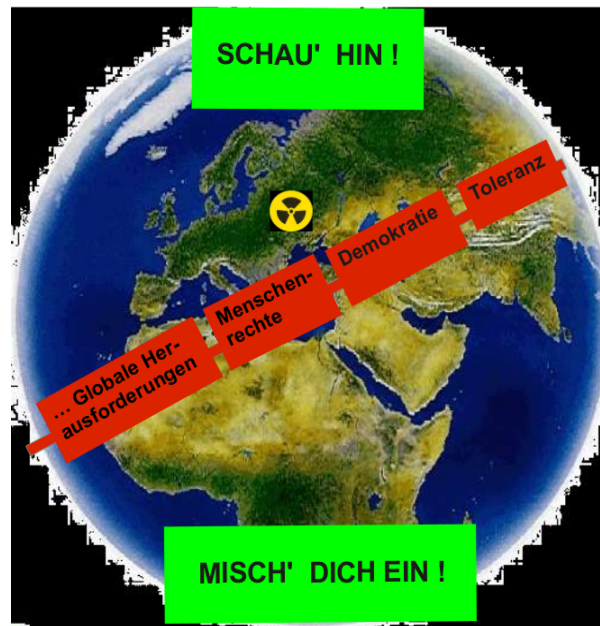 SCHAU' HIN !
Toleranz
Demokratie
Menschen-
rechte
... Globale Her-
ausforderungen
MISCH' DICH EIN !